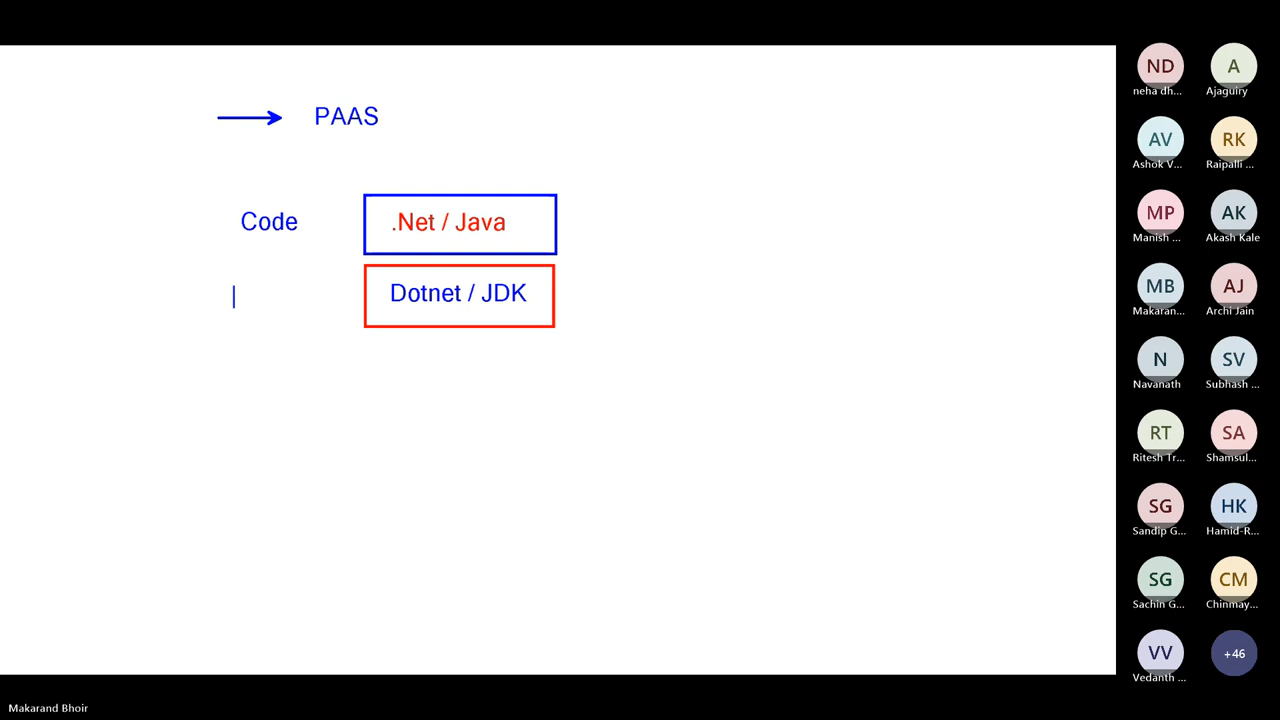 PAAS
Code
.Net / Java
Dotnet / JDK
ND
neha dh...
A
Ajaguiry
AV
Ashok V...
RK
Raipalli ...
MP
Manish ...
AK
Akash Kale
MB
Makaran...
AJ
Archi Jain
N
Navanath
SV
Subhash ...
RT
Ritesh Tr...
SA
Shamsul...
SG
Sandip G...
HK
Hamid-R...
SG
Sachin G...
CM
Chinmay...
VV
Vedanth ...
+46
Makarand Bhoir